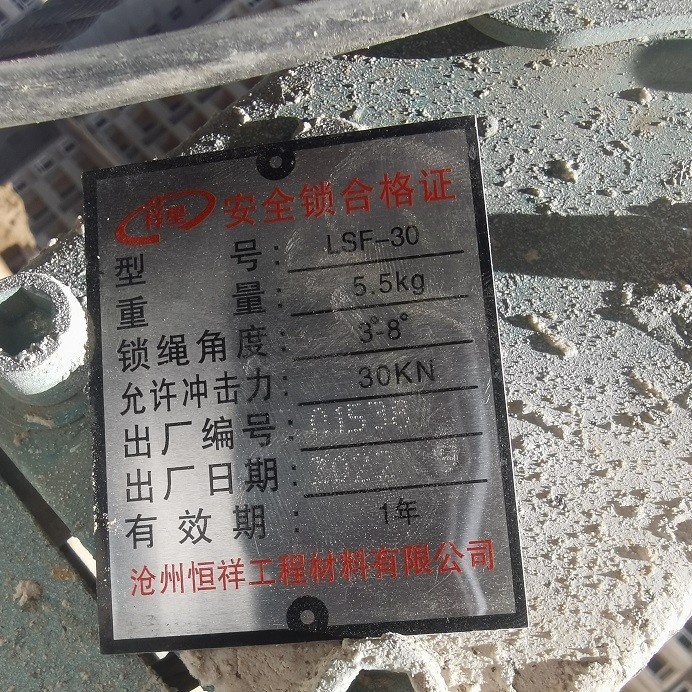 安全锁合格证
型 号： LSF-30
重 量： 5.5kg
锁绳角度： 3°-8°
允许冲击力： 30KN
出厂编号： 01538
出厂日期： 2022
有效期： 1年
沧州恒祥工程材料有限公司